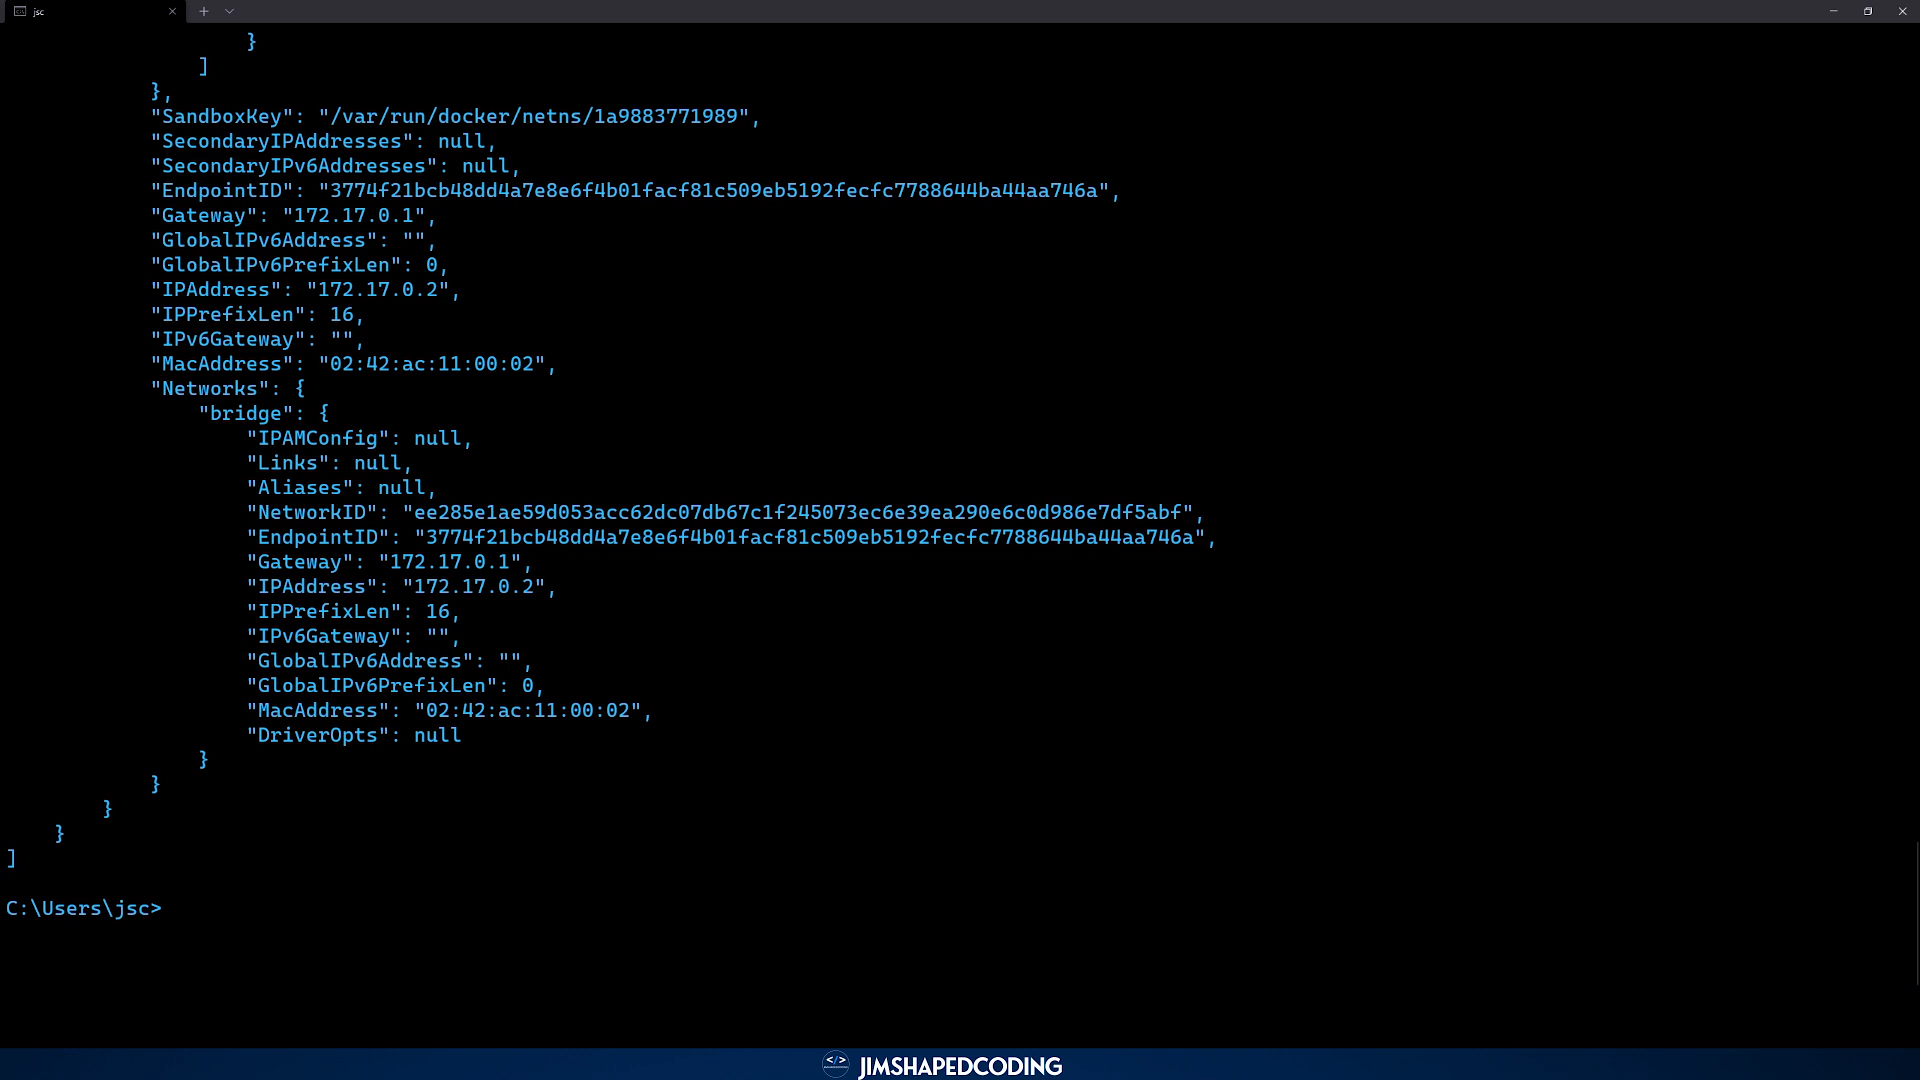 jsc
}
]
},
"SandboxKey": "/var/run/docker/netns/1a9883771989",
"SecondaryIPAddresses": null,
"SecondaryIPv6Addresses": null,
"EndpointID": "3774f21bcb48dd4a7e8e6f4b01facf81c509eb5192fecfc7788644ba44aa746a",
"Gateway": "172.17.0.1",
"GlobalIPv6Address": "",
"GlobalIPv6PrefixLen": 0,
"IPAddress": "172.17.0.2",
"IPPrefixLen": 16,
"IPv6Gateway": "",
"MacAddress": "02:42:ac:11:00:02",
"Networks": {
"bridge": {
"IPAMConfig": null,
"Links": null,
"Aliases": null,
"NetworkID": "ee285e1ae59d053acc62dc07db67c1f245073ec6e39ea290e6c0d986e7df5abf",
"EndpointID": "3774f21bcb48dd4a7e8e6f4b01facf81c509eb5192fecfc7788644ba44aa746a",
"Gateway": "172.17.0.1",
"IPAddress": "172.17.0.2",
"IPPrefixLen": 16,
"IPv6Gateway": "",
"GlobalIPv6Address": "",
"GlobalIPv6PrefixLen": 0,
"MacAddress": "02:42:ac:11:00:02",
"DriverOpts": null
}
}
}
}
]
C:\Users\jsc>
</> JIMSHAPEDCODING